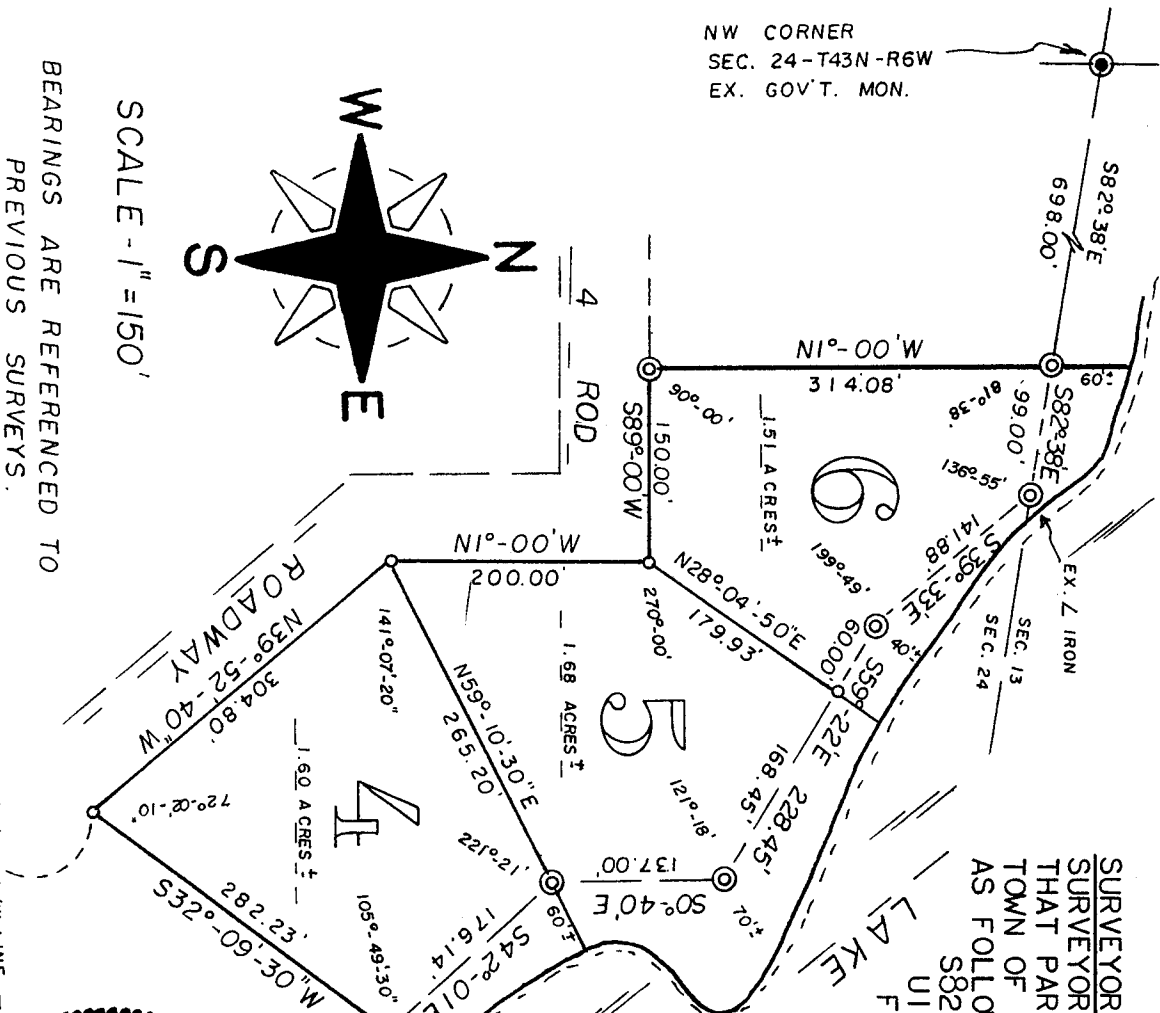 NW CORNER
SEC. 24-T43N-R6W
EX. GOV'T. MON.
S82°-38'E
698.00'
N1°-00'W
314.08'
60'±
S82°-38'E
99.00'
81°-38'
90°-00'
136°-55'
1.51 ACRES±
6
S89°-00'W
150.00'
199°-49'
S39°-33'E
141.88'
EX. ∠ IRON
SEC. 13
SEC. 24
40'±
60.00'
S59°-22'E
228.45'
168.45'
N28°-04'-50"E
179.93'
270°-00'
N1°-00'W
200.00'
1.68 ACRES±
5
121°-18'
70'±
S0°-40'E
137.00'
141°-07'-20"
N59°-10'-30"E
265.20'
221°-21'
60'±
S42°-01'E
176.14'
105°-49'-30"
4
1.60 ACRES±
72°-02'-10"
S32°-09'-30"W
282.23'
N39°-52'-40"W
304.80'
4 ROD
ROADWAY
LAKE
N
W
E
S
SCALE-1"=150'
BEARINGS ARE REFERENCED TO
PREVIOUS SURVEYS.
SURVEYOR
SURVEYOR
THAT PAR
TOWN OF
AS FOLLO
S82
UI
F